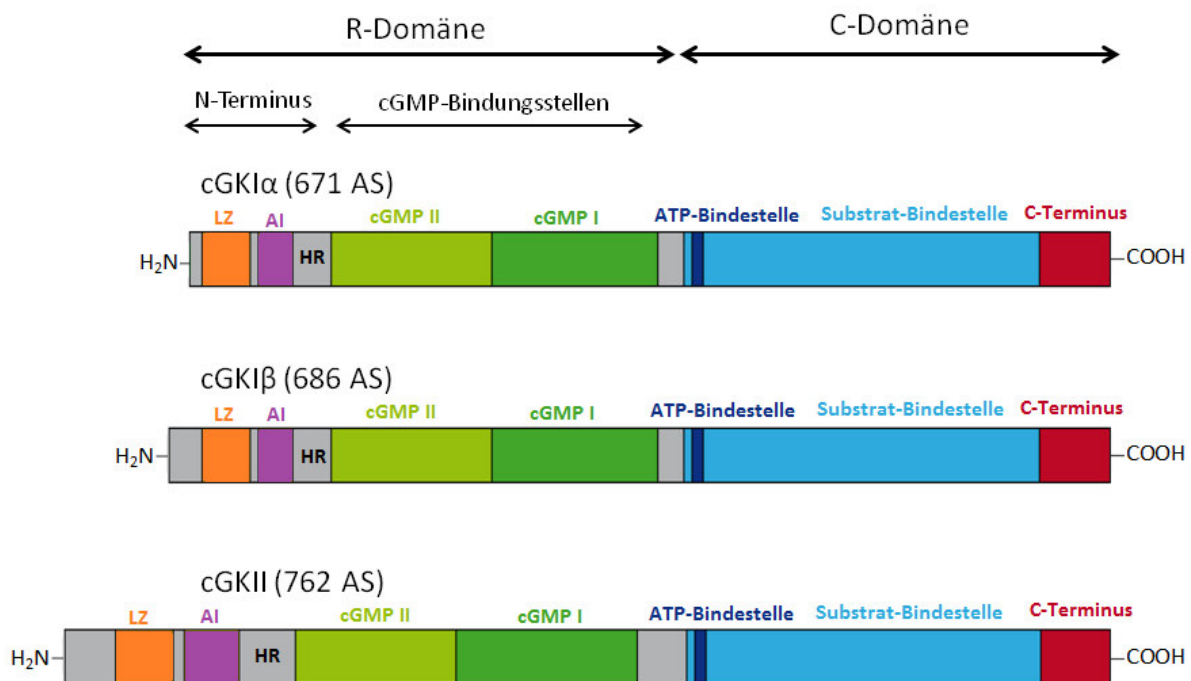 R-Domäne C-Domäne
N-Terminus cGMP-Bindungsstellen
cGKIα (671 AS)
LZ AI cGMP II cGMP I ATP-Bindestelle Substrat-Bindestelle C-Terminus
H₂N HR COOH
cGKIβ (686 AS)
LZ AI cGMP II cGMP I ATP-Bindestelle Substrat-Bindestelle C-Terminus
H₂N HR COOH
cGKII (762 AS)
LZ AI cGMP II cGMP I ATP-Bindestelle Substrat-Bindestelle C-Terminus
H₂N HR COOH